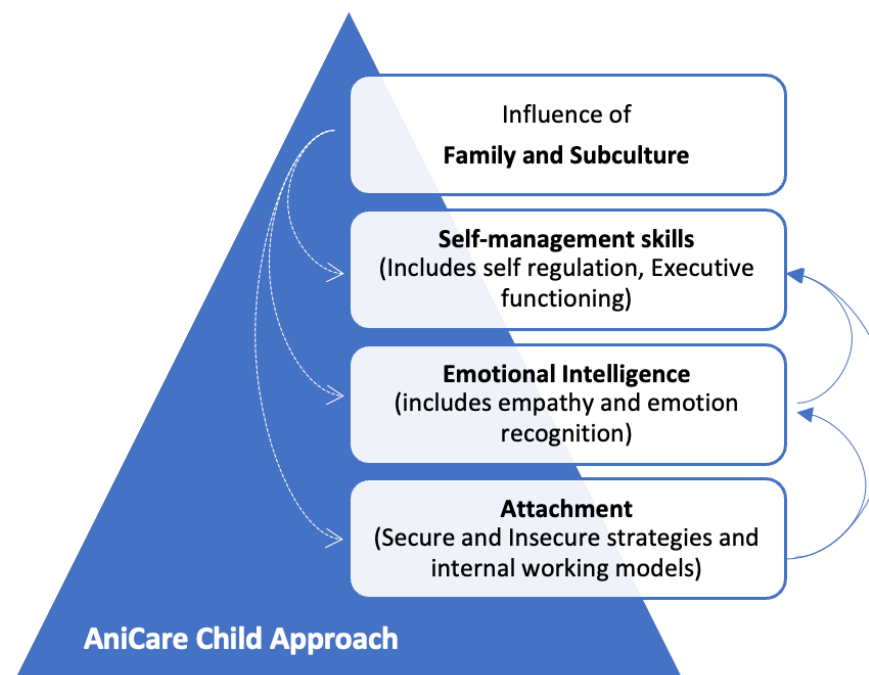 Influence of
Family and Subculture
Self-management skills
(Includes self regulation, Executive
functioning)
Emotional Intelligence
(includes empathy and emotion
recognition)
Attachment
(Secure and Insecure strategies and
internal working models)
AniCare Child Approach